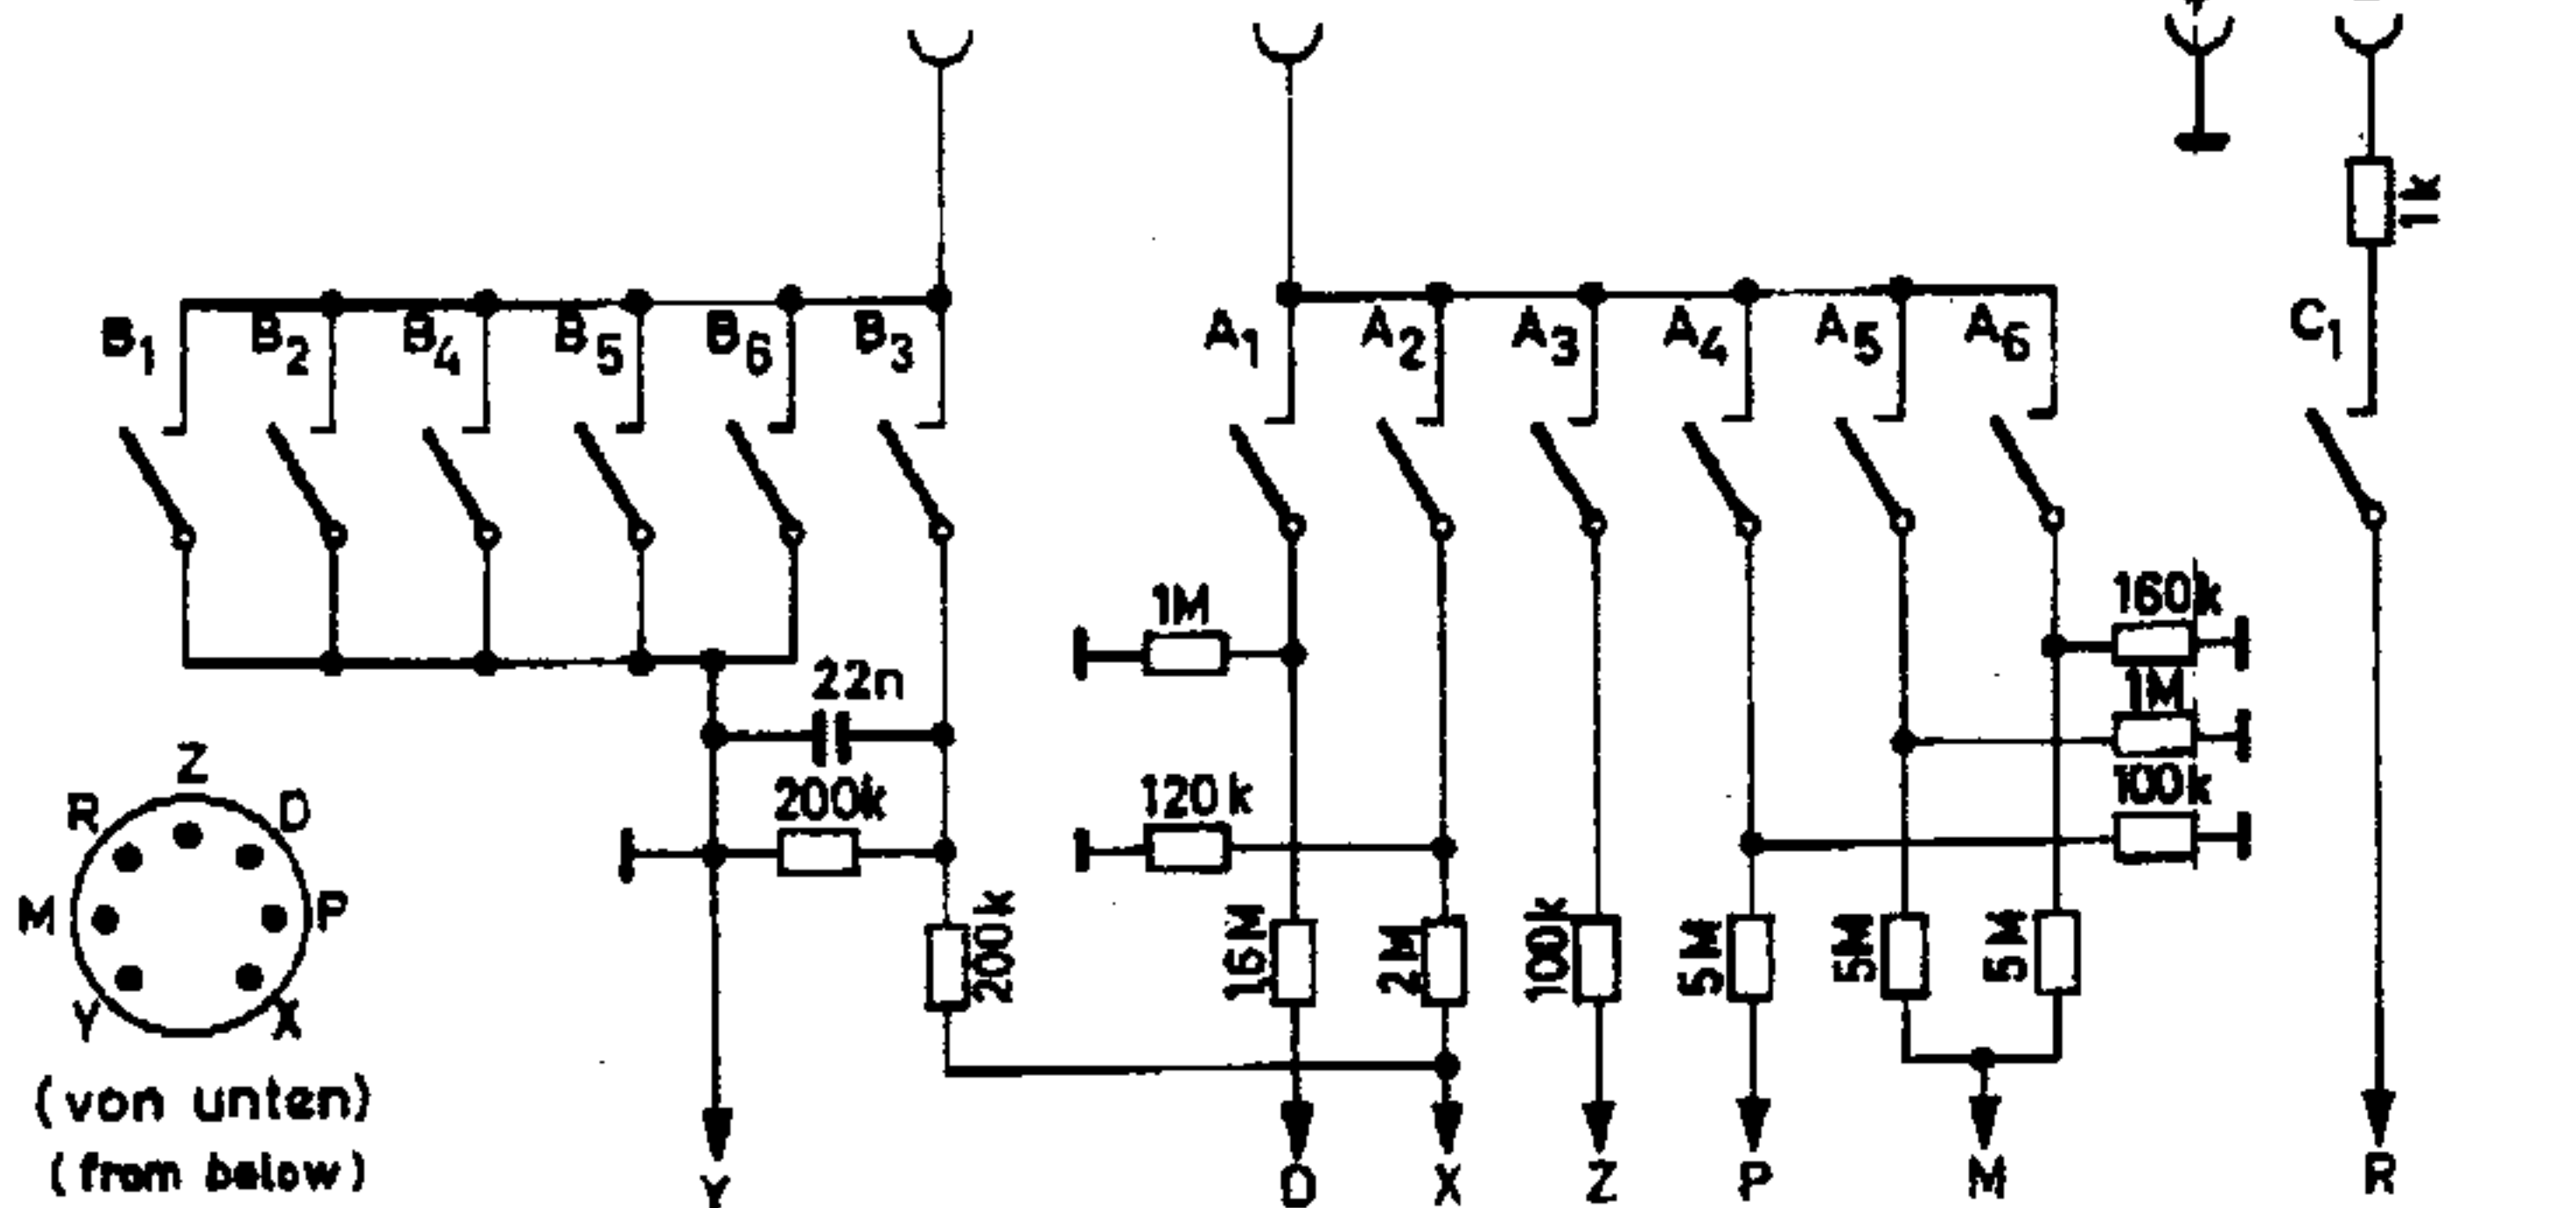 1k
B1 B2 B4 B5 B6 B3 A1 A2 A3 A4 A5 A6 C1
1M 160k
22n 1M
200k 120k 100k
Z
R D
M P
Y X
200k 16M 2M 100k 5M 5M 5M
(von unten)
(from below)
Y D X Z P M R